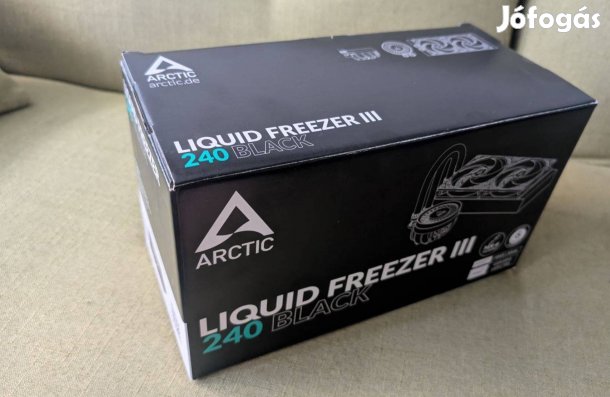 Jófogás
ARCTIC
arctic.de
LIQUID FREEZER III
240 BLACK
ARCTIC
LIQUID FREEZER III
240 BLACK